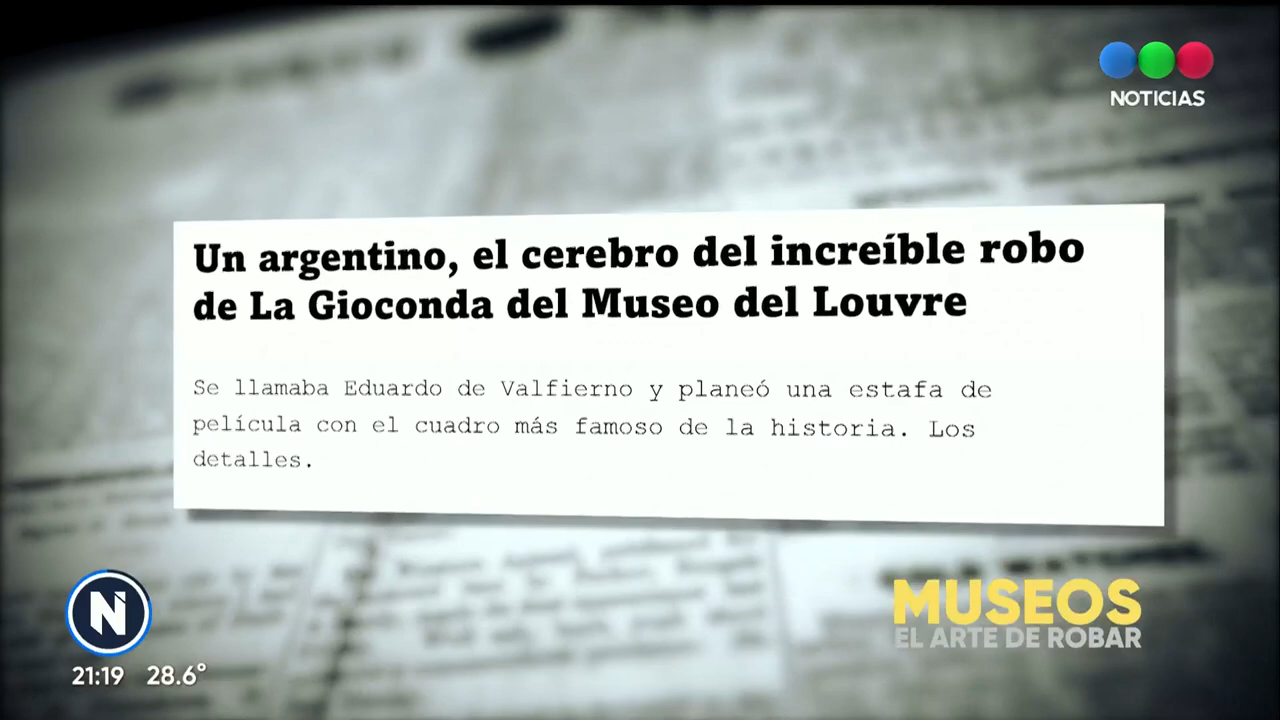 NOTICIAS
Un argentino, el cerebro del increíble robo
de La Gioconda del Museo del Louvre
Se llamaba Eduardo de Valfierno y planeó una estafa de
película con el cuadro más famoso de la historia. Los
detalles.
MUSEOS
EL ARTE DE ROBAR
N
21:19 28.6°